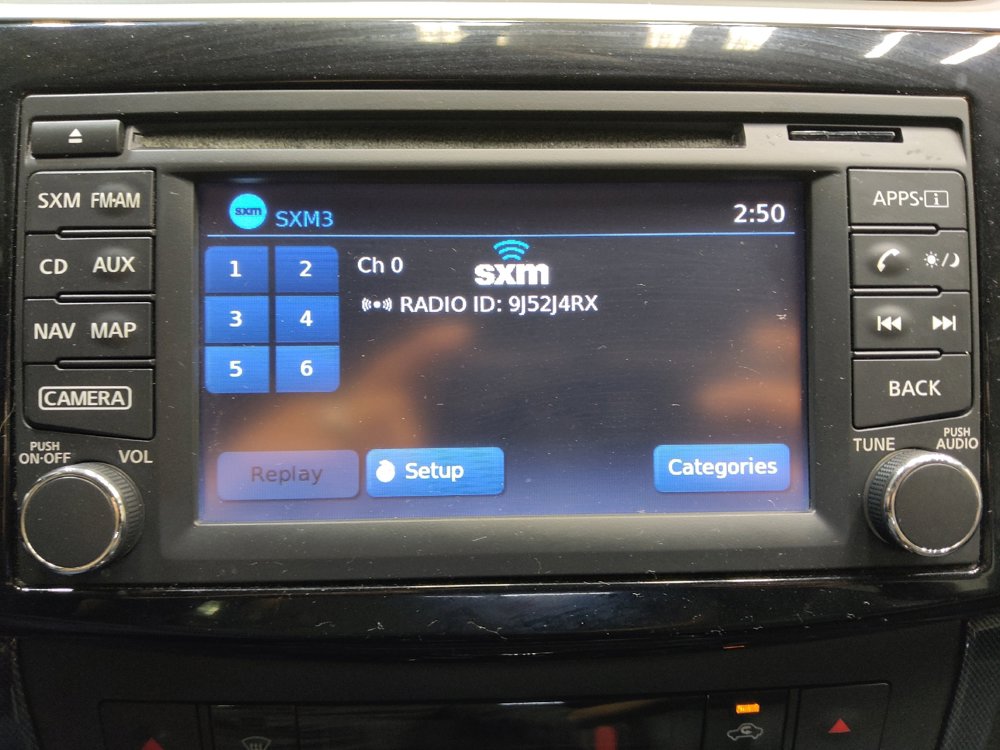 sxm SXM3 2:50
SXM FM·AM
CD AUX
NAV MAP
CAMERA
PUSH
ON·OFF VOL
1 2
3 4
5 6
Ch 0
sxm
RADIO ID: 9J52J4RX
Replay Setup Categories
APPS·i
BACK
TUNE PUSH
AUDIO